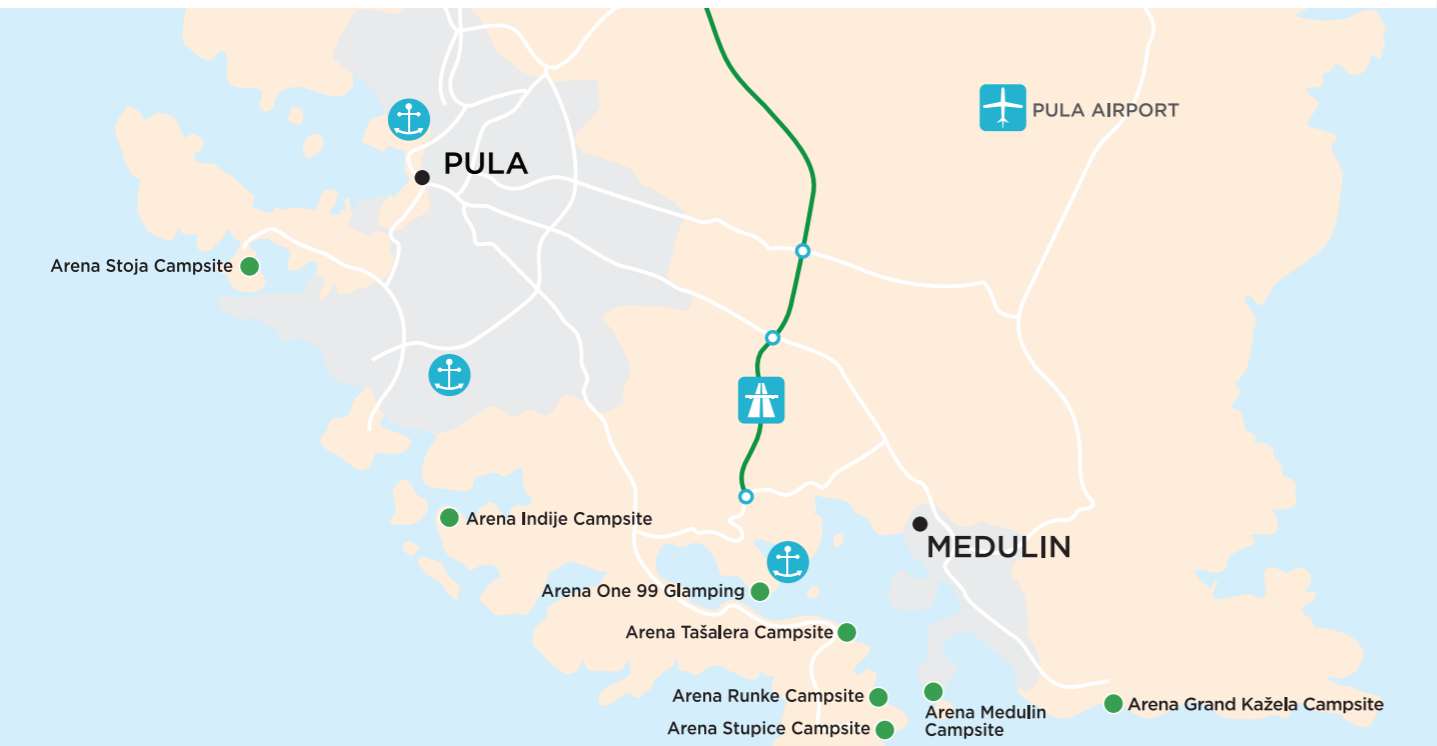 PULA AIRPORT
PULA
Arena Stoja Campsite
Arena Indije Campsite
MEDULIN
Arena One 99 Glamping
Arena Tašalera Campsite
Arena Runke Campsite
Arena Medulin
Campsite
Arena Grand Kažela Campsite
Arena Stupice Campsite